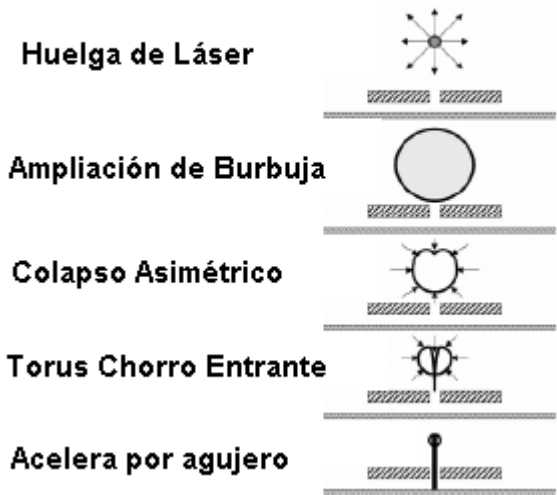 Huelga de Láser
Ampliación de Burbuja
Colapso Asimétrico
Torus Chorro Entrante
Acelera por agujero